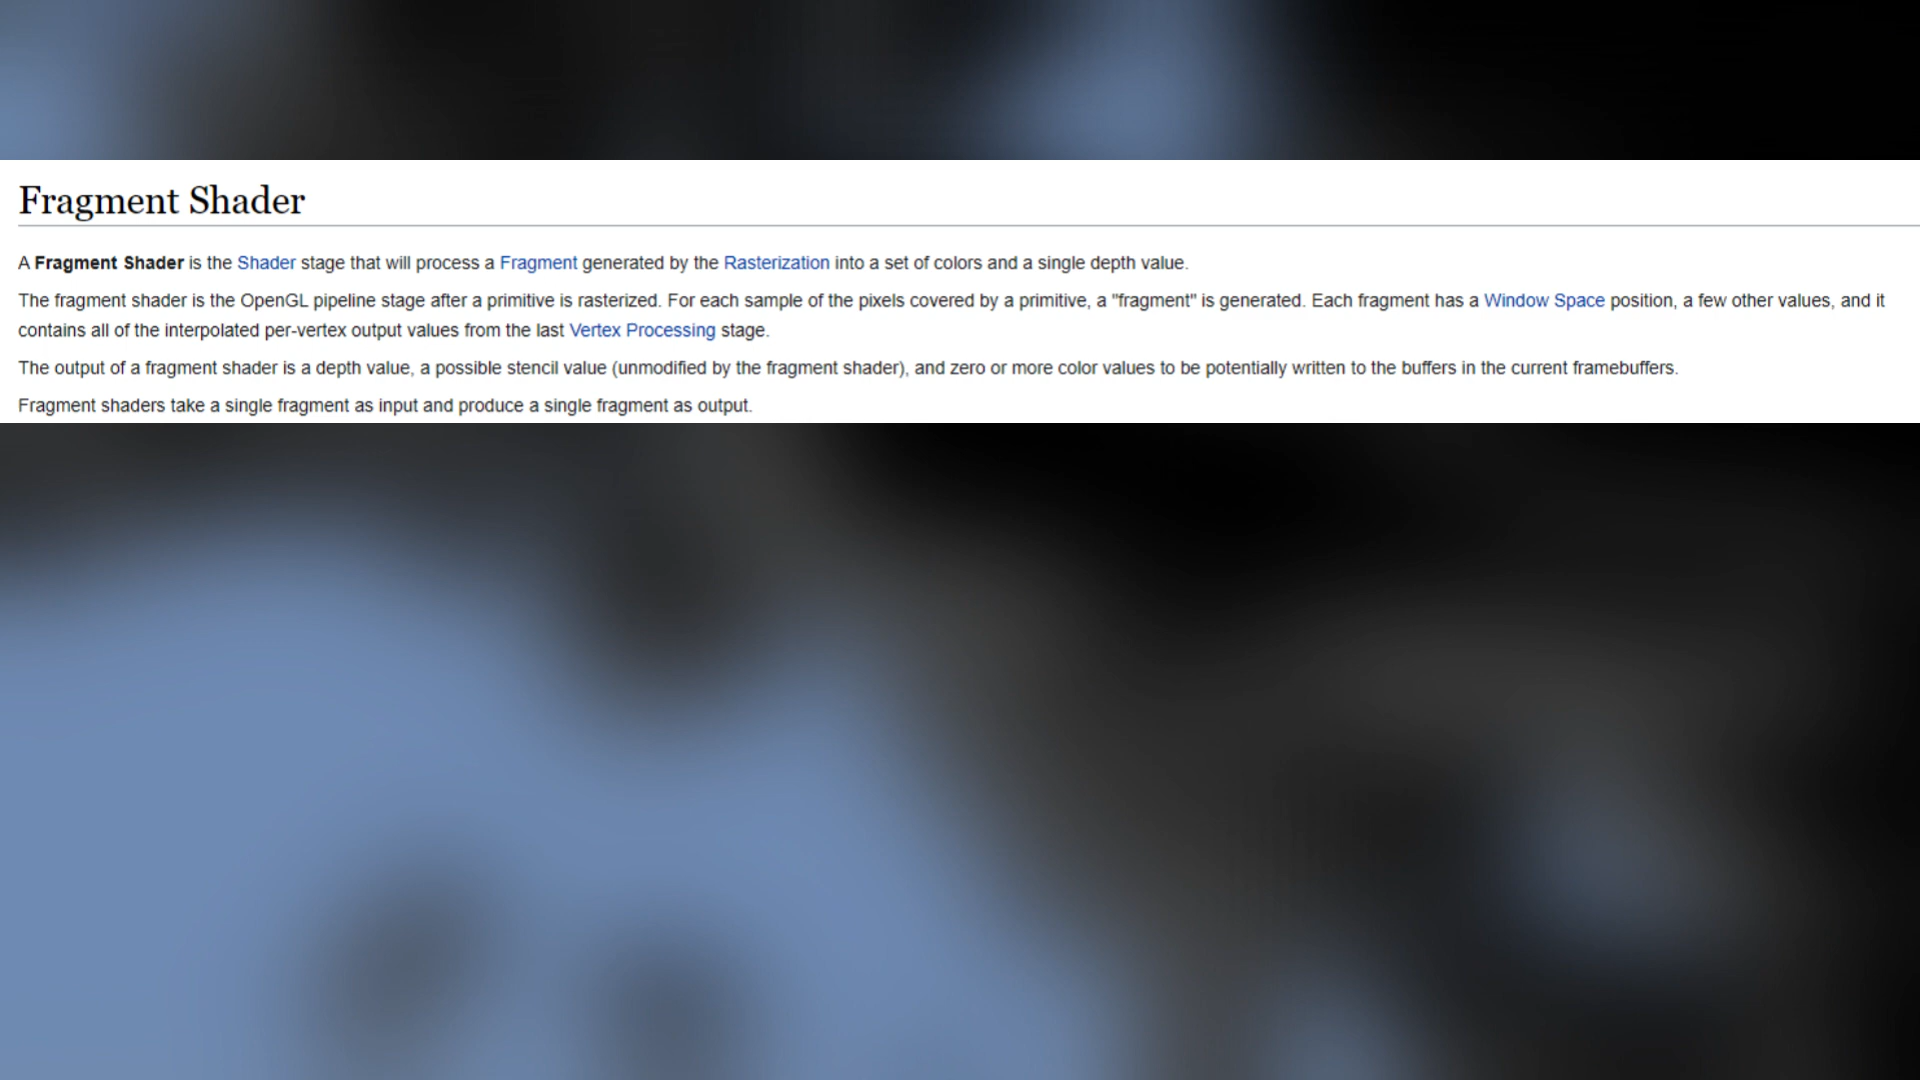 Fragment Shader
A Fragment Shader is the Shader stage that will process a Fragment generated by the Rasterization into a set of colors and a single depth value.
The fragment shader is the OpenGL pipeline stage after a primitive is rasterized. For each sample of the pixels covered by a primitive, a "fragment" is generated. Each fragment has a Window Space position, a few other values, and it
contains all of the interpolated per-vertex output values from the last Vertex Processing stage.
The output of a fragment shader is a depth value, a possible stencil value (unmodified by the fragment shader), and zero or more color values to be potentially written to the buffers in the current framebuffers.
Fragment shaders take a single fragment as input and produce a single fragment as output.